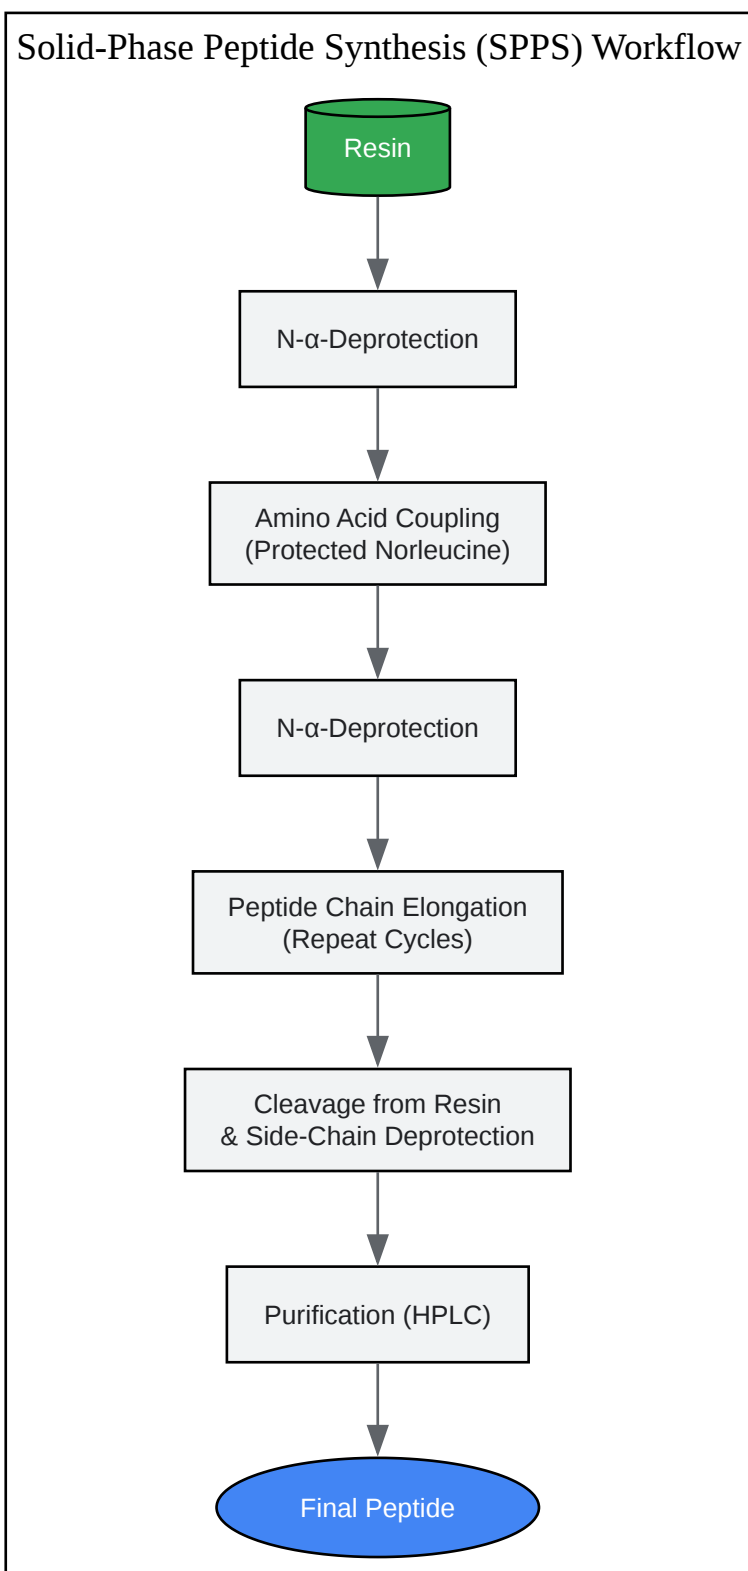 Solid-Phase Peptide Synthesis (SPPS) Workflow
Resin
N-α-Deprotection
Amino Acid Coupling
(Protected Norleucine)
N-α-Deprotection
Peptide Chain Elongation
(Repeat Cycles)
Cleavage from Resin
& Side-Chain Deprotection
Purification (HPLC)
Final Peptide